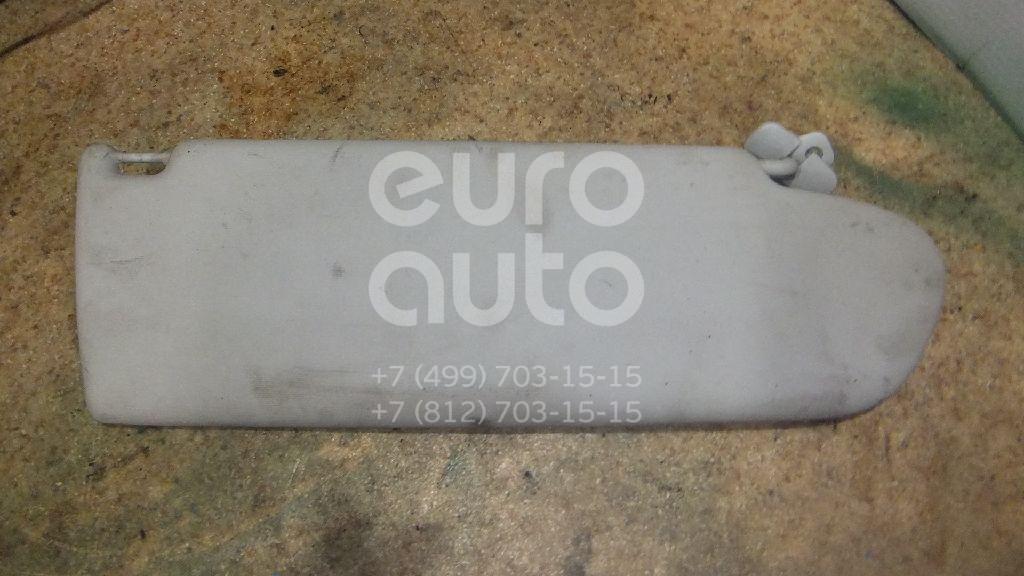 euro
auto
+7 (499) 703-15-15
+7 (812) 703-15-15